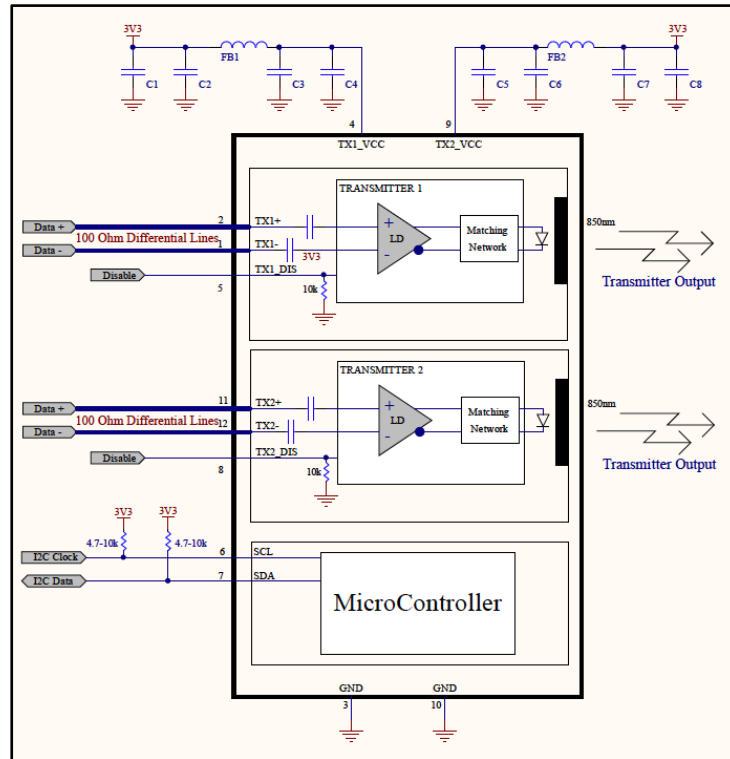 3V3 3V3
FB1 FB2
C1 C2 C3 C4 C5 C6 C7 C8
4 9
TX1_VCC TX2_VCC
TRANSMITTER 1
2 TX1+
Data +
100 Ohm Differential Lines
Data - 1 TX1-
3V3
Disable TX1_DIS
5
10k
+
LD
-
Matching
Network
850nm
Transmitter Output
TRANSMITTER 2
11 TX2+
Data +
100 Ohm Differential Lines
Data - 12 TX2-
Disable TX2_DIS
8
10k
+
LD
-
Matching
Network
850nm
Transmitter Output
3V3 3V3
4.7-10k 4.7-10k
I2C Clock 6 SCL
I2C Data 7 SDA
MicroController
GND GND
3 10